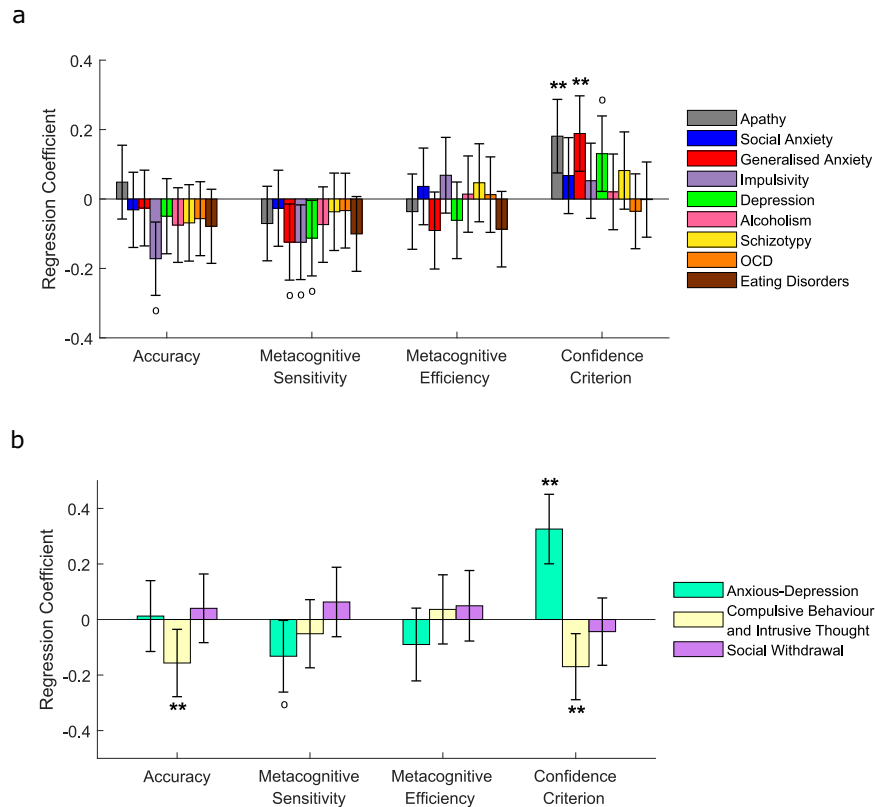 a
0.4
0.2
0
-0.2
-0.4
Regression Coefficient
** ** o
o
o o o
Accuracy
Metacognitive
Sensitivity
Metacognitive
Efficiency
Confidence
Criterion
Apathy
Social Anxiety
Generalised Anxiety
Impulsivity
Depression
Alcoholism
Schizotypy
OCD
Eating Disorders
b
0.4
0.2
0
-0.2
-0.4
Regression Coefficient
**
**
o
**
Accuracy
Metacognitive
Sensitivity
Metacognitive
Efficiency
Confidence
Criterion
Anxious-Depression
Compulsive Behaviour
and Intrusive Thought
Social Withdrawal